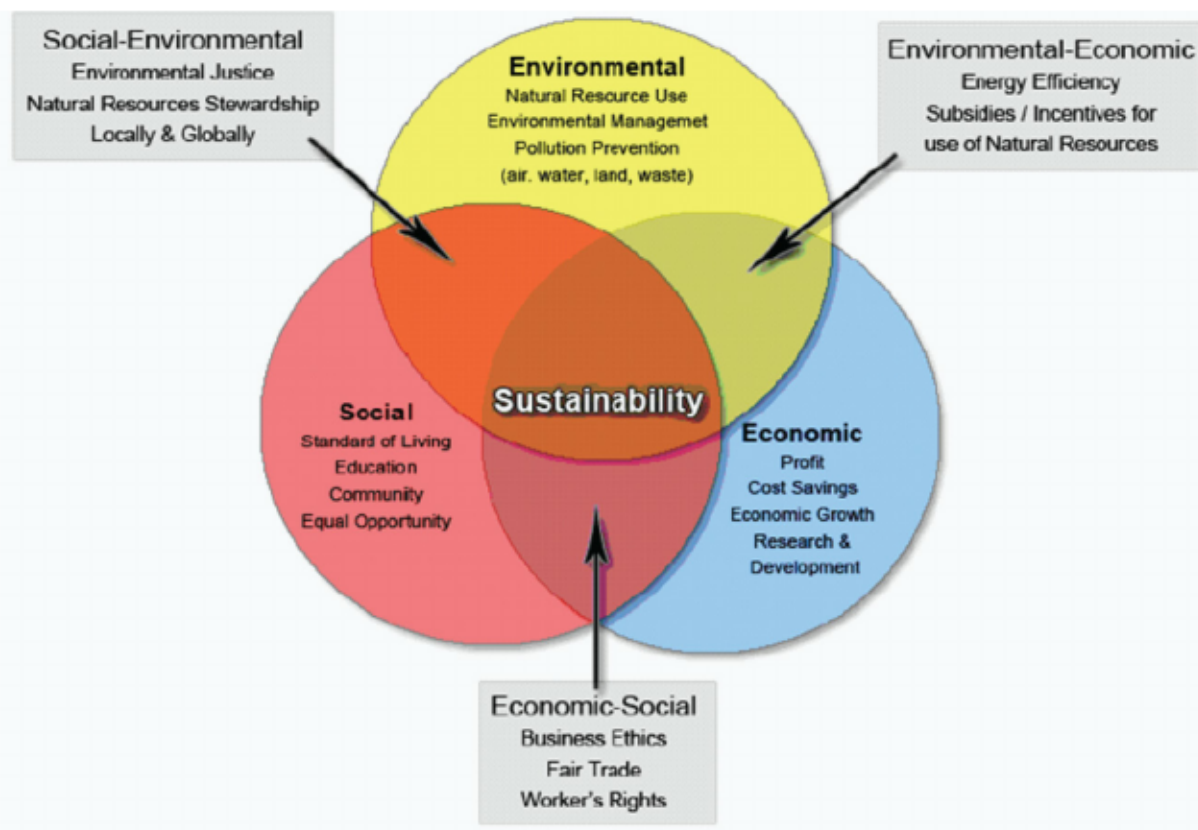 Social-Environmental
Environmental Justice
Natural Resources Stewardship
Locally & Globally
Environmental
Natural Resource Use
Environmental Managemet
Pollution Prevention
(air. water, land, waste)
Environmental-Economic
Energy Efficiency
Subsidies / Incentives for
use of Natural Resources
Sustainability
Social
Standard of Living
Education
Community
Equal Opportunity
Economic
Profit
Cost Savings
Economic Growth
Research &
Development
Economic-Social
Business Ethics
Fair Trade
Worker's Rights